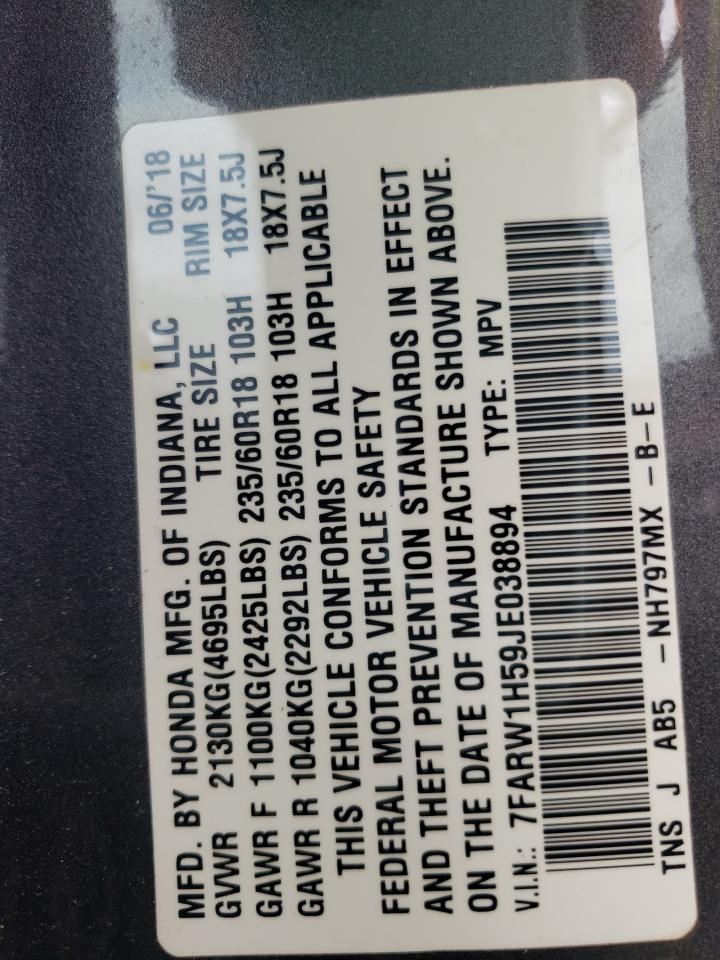 MFD. BY HONDA MFG. OF INDIANA, LLC 06/'18
GVWR 2130KG(4695LBS) TIRE SIZE RIM SIZE
GAWR F 1100KG(2425LBS) 235/60R18 103H 18X7.5J
GAWR R 1040KG(2292LBS) 235/60R18 103H 18X7.5J
THIS VEHICLE CONFORMS TO ALL APPLICABLE
FEDERAL MOTOR VEHICLE SAFETY
AND THEFT PREVENTION STANDARDS IN EFFECT
ON THE DATE OF MANUFACTURE SHOWN ABOVE.
V.I.N.: 7FARW1H59JE038894 TYPE: MPV
TNS J AB5 -NH797MX -B-E